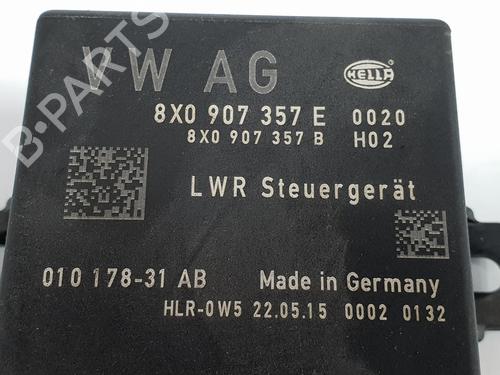 VW AG HELLA
8X0 907 357 E 0020
8X0 907 357 B H02
LWR Steuergerät
010 178-31 AB Made in Germany
HLR-0W5 22.05.15 0002 0132
B-PARTS